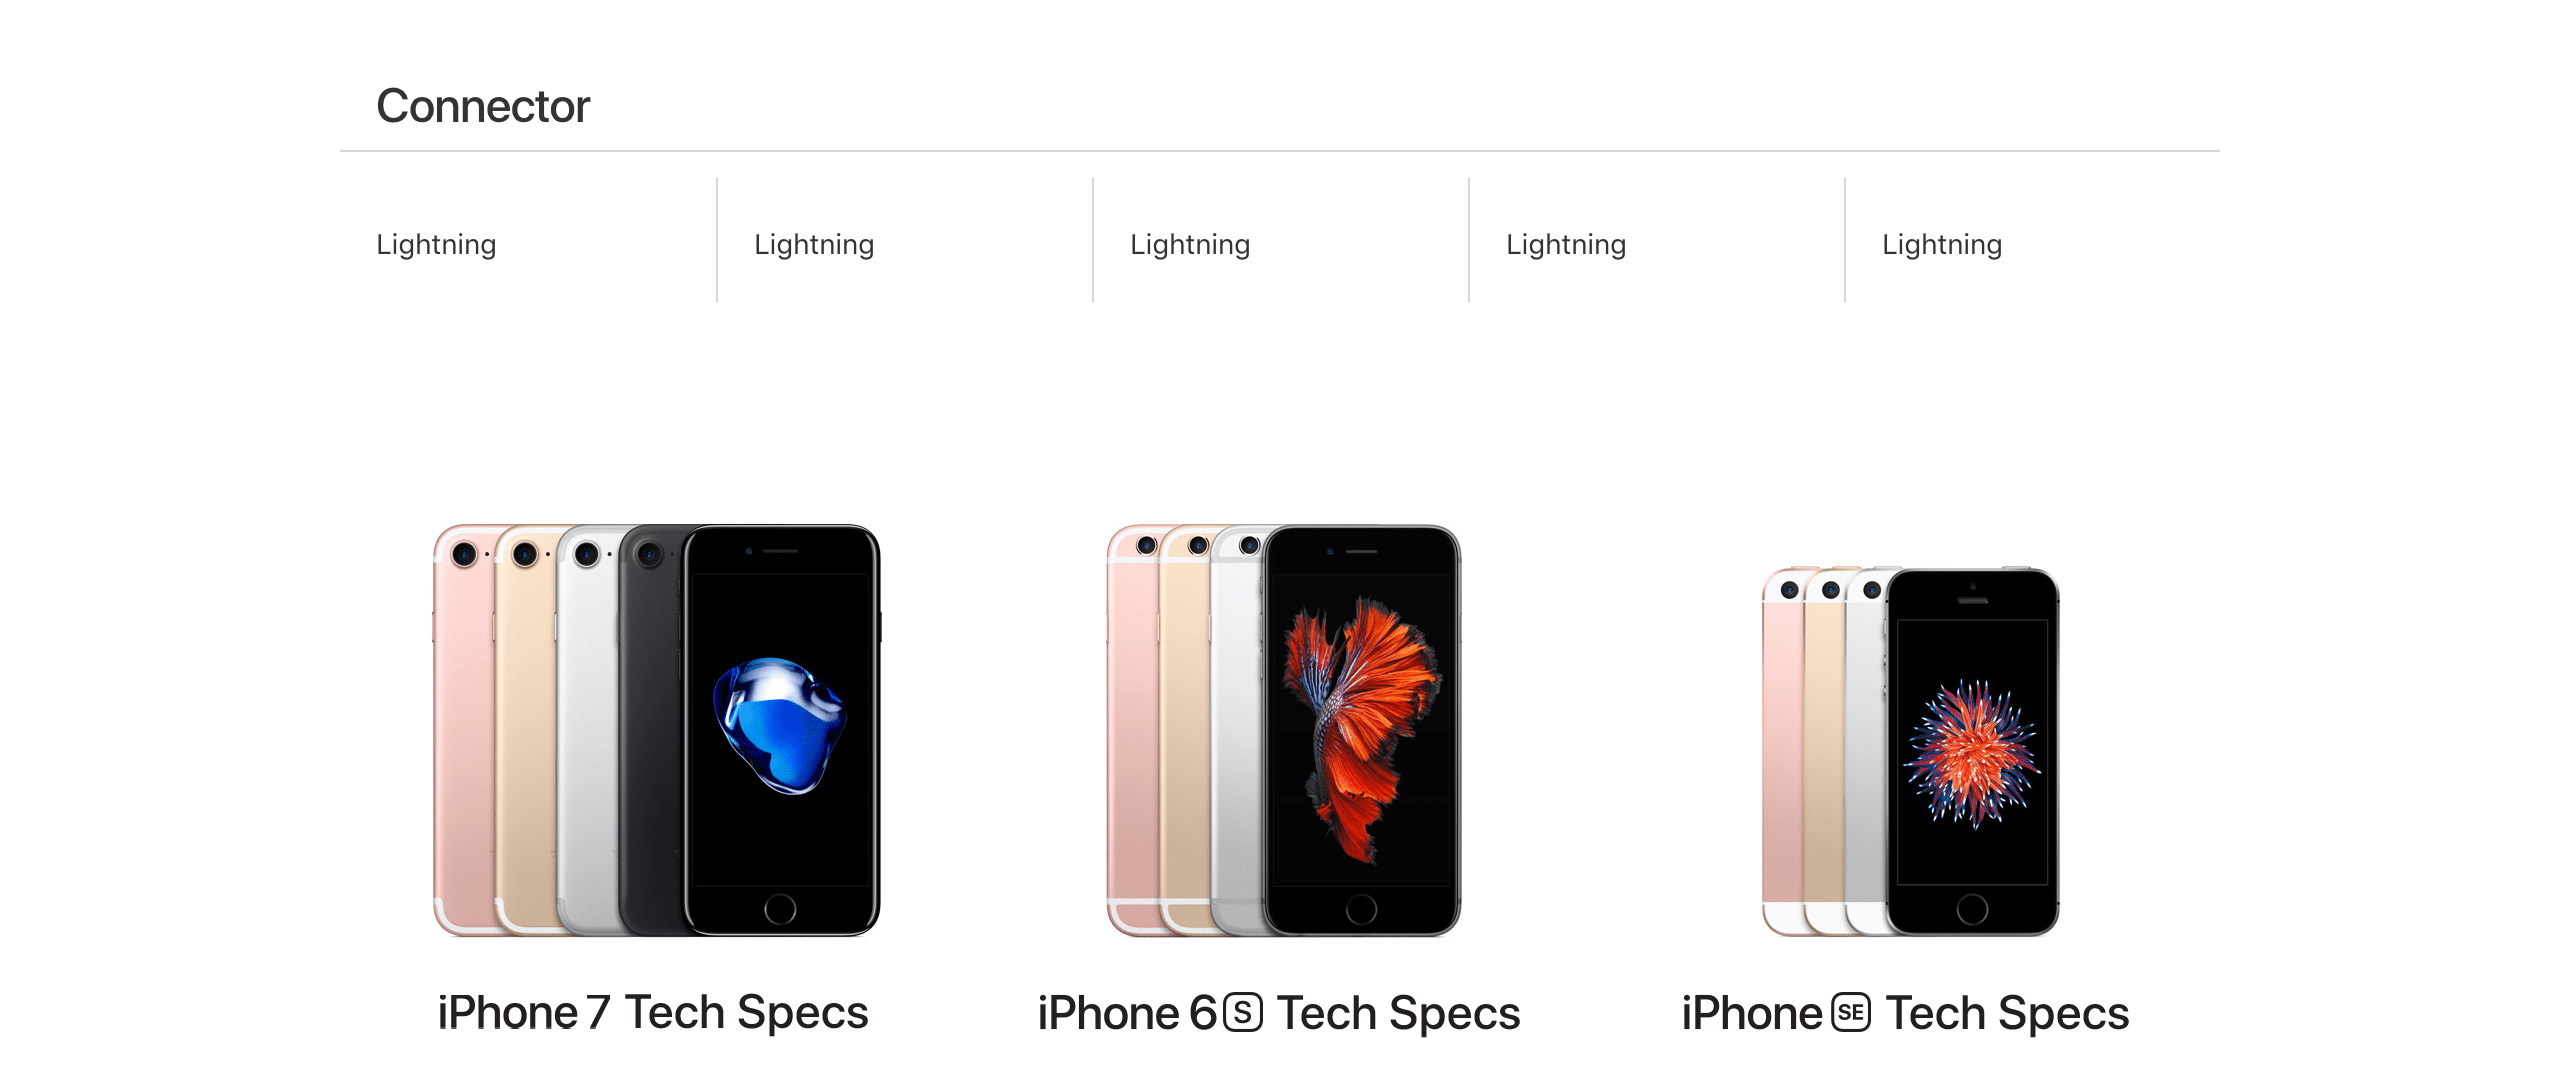 Connector
Lightning Lightning Lightning Lightning Lightning
iPhone 7 Tech Specs
iPhone 6S Tech Specs
iPhone SE Tech Specs